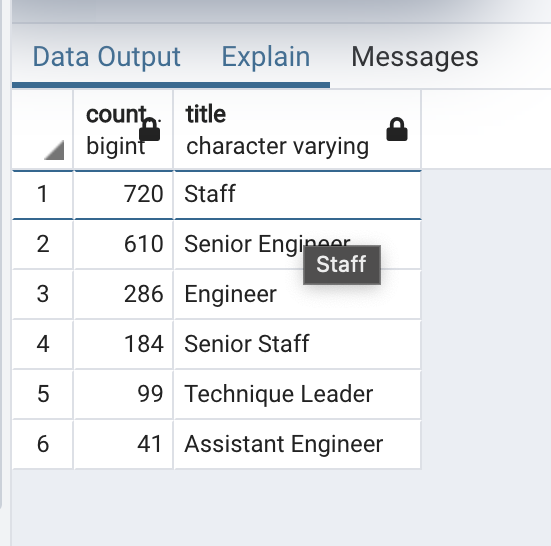 Data Output Explain Messages
count.
bigint
title
character varying
1 720 Staff
2 610 Senior Engineer
Staff
3 286 Engineer
4 184 Senior Staff
5 99 Technique Leader
6 41 Assistant Engineer